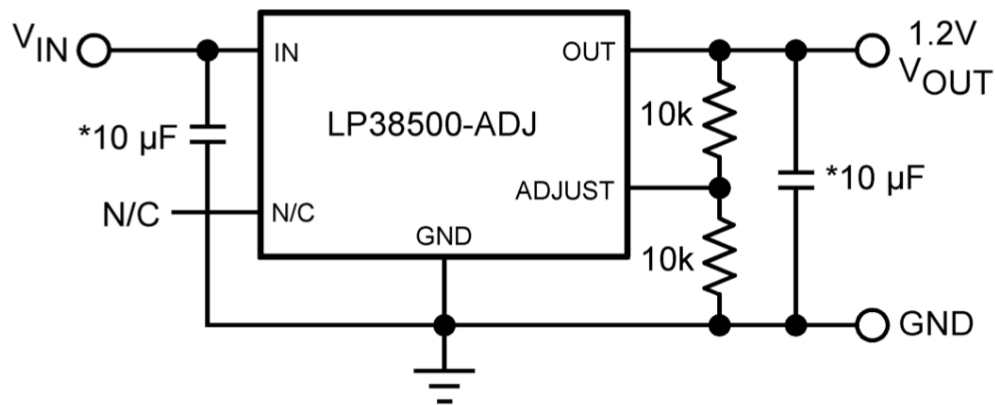 VIN
IN
OUT
1.2V
VOUT
*10 µF
LP38500-ADJ
10k
*10 µF
ADJUST
N/C
N/C
GND
10k
GND